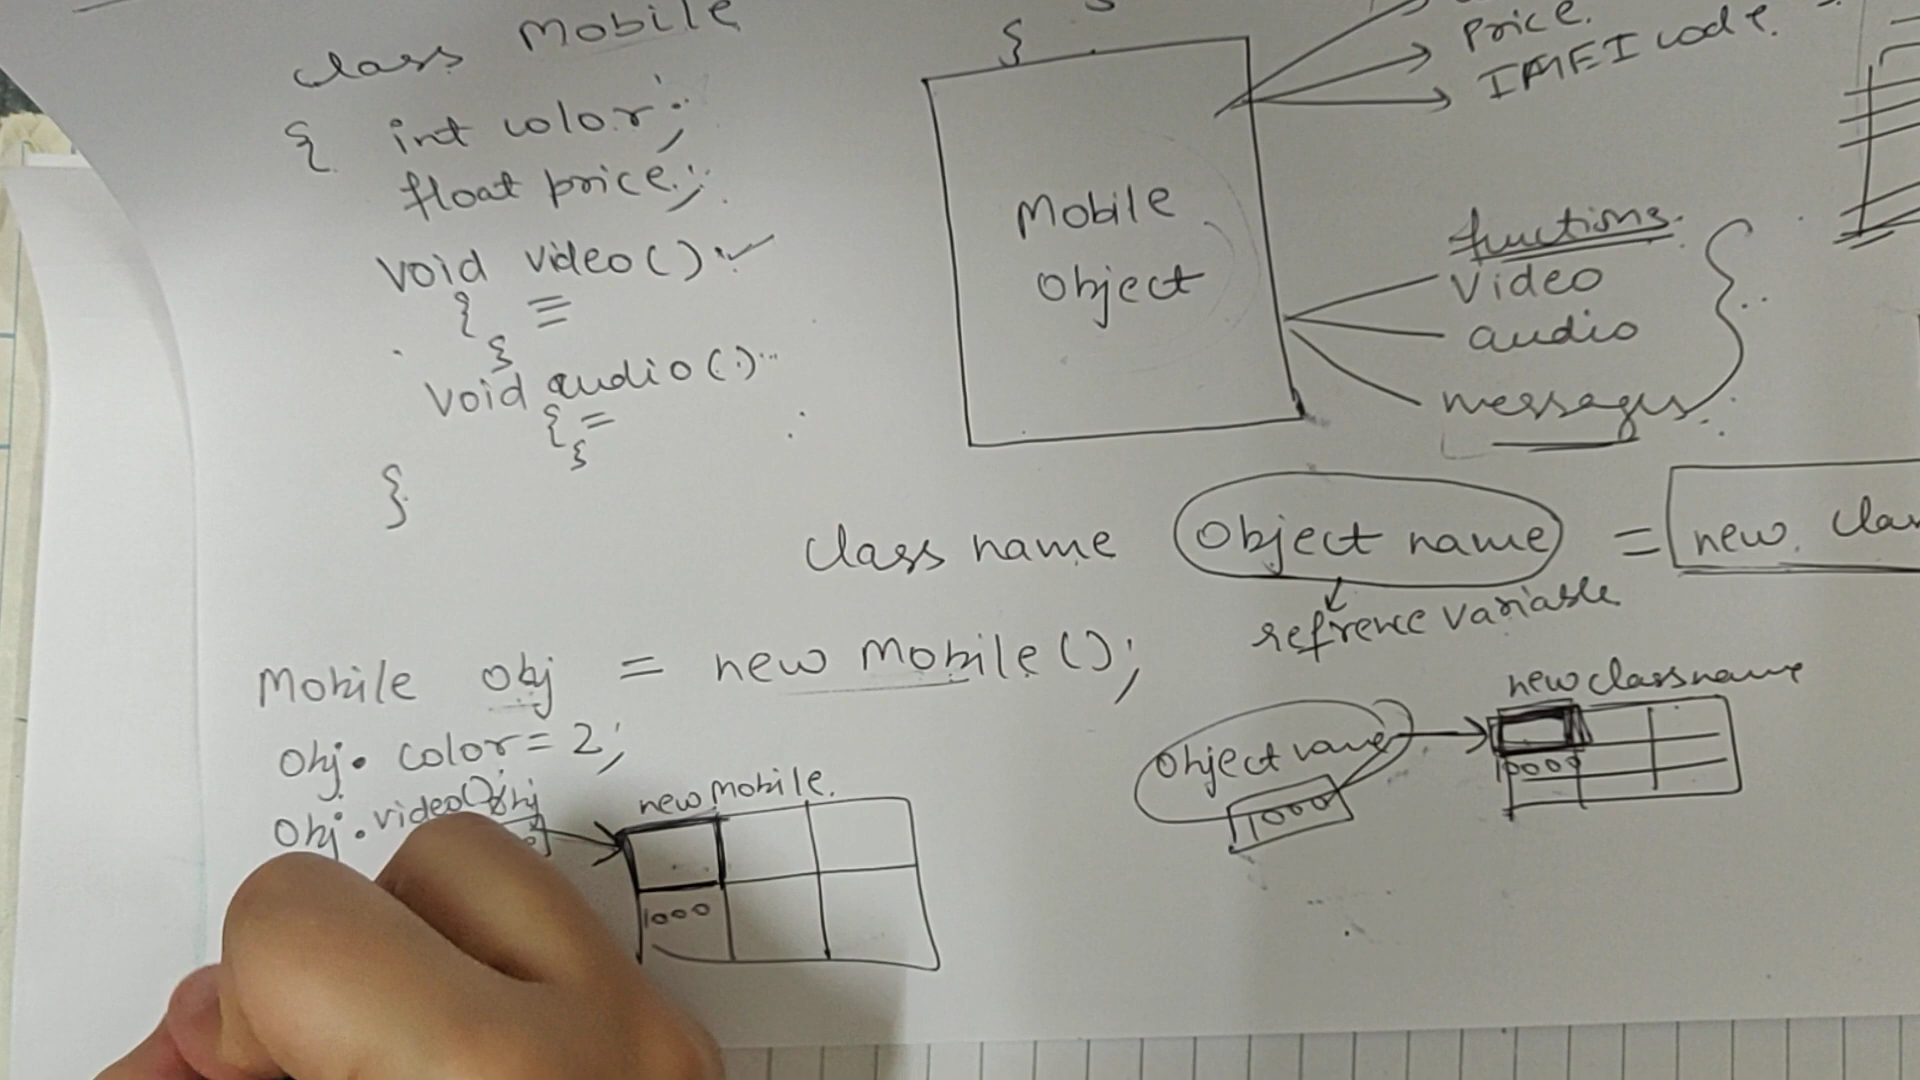 class Mobile
{ int color;
float price;
void video()
{
}
void audio()
{
}
}
Price.
IMEI code.
Mobile
Object
functions.
Video
audio
messages
class name Object name = new
refrence variable
Mobile obj = new Mobile();
Obj. color = 2;
Obj. video() obj
new mobile.
1000
new classname
Object name
1000
1000